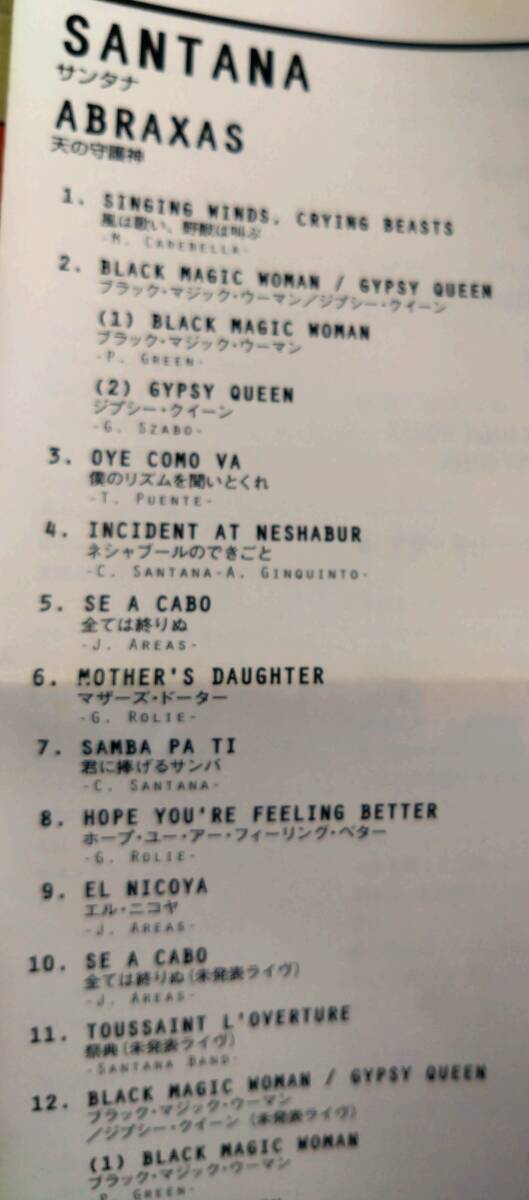 SANTANA
サンタナ
ABRAXAS
天の守護神
1. SINGING WINDS, CRYING BEASTS
風は歌い、野獣は叫ぶ
-M. CAREBELLA-
2. BLACK MAGIC WOMAN / GYPSY QUEEN
ブラック・マジック・ウーマン/ジプシー・クイーン
(1) BLACK MAGIC WOMAN
ブラック・マジック・ウーマン
-P. GREEN-
(2) GYPSY QUEEN
ジプシー・クイーン
-G. SZABO-
3. OYE COMO VA
僕のリズムを聞いとくれ
-T. PUENTE-
4. INCIDENT AT NESHABUR
ネシャブールのできごと
-C. SANTANA-A. GINQUINTO-
5. SE A CABO
全ては終りぬ
-J. AREAS-
6. MOTHER'S DAUGHTER
マザーズ・ドーター
-G. ROLIE-
7. SAMBA PA TI
君に捧げるサンバ
-C. SANTANA-
8. HOPE YOU'RE FEELING BETTER
ホープ・ユー・アー・フィーリング・ベター
-G. ROLIE-
9. EL NICOYA
エル・ニコヤ
-J. AREAS-
10. SE A CABO
全ては終りぬ(未発表ライヴ)
-J. AREAS-
11. TOUSSAINT L'OVERTURE
祭典(未発表ライヴ)
-SANTANA BAND-
12. BLACK MAGIC WOMAN / GYPSY QUEEN
ブラック・マジック・ウーマン
/ジプシー・クイーン (未発表ライヴ)
(1) BLACK MAGIC WOMAN
ブラック・マジック・ウーマン
-P. GREEN-